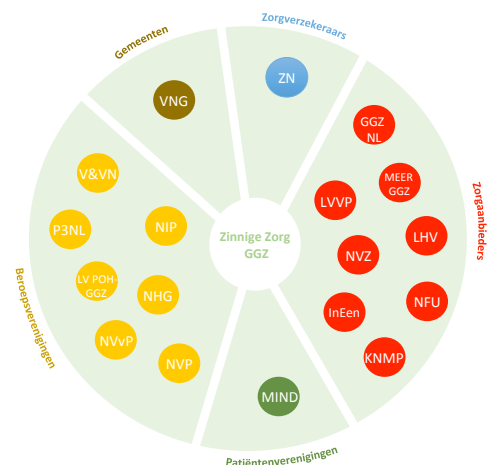 Gemeenten
Zorgverzekeraars
VNG
ZN
GGZ
NL
MEER
GGZ
LVVP
LHV
NVZ
NFU
InEen
KNMP
Zorgaanbieders
V&VN
P3NL
NIP
LV POH-
GGZ
NHG
NVvP
NVP
Beroepsverenigingen
Zinnige Zorg
GGZ
MIND
Patiëntenverenigingen